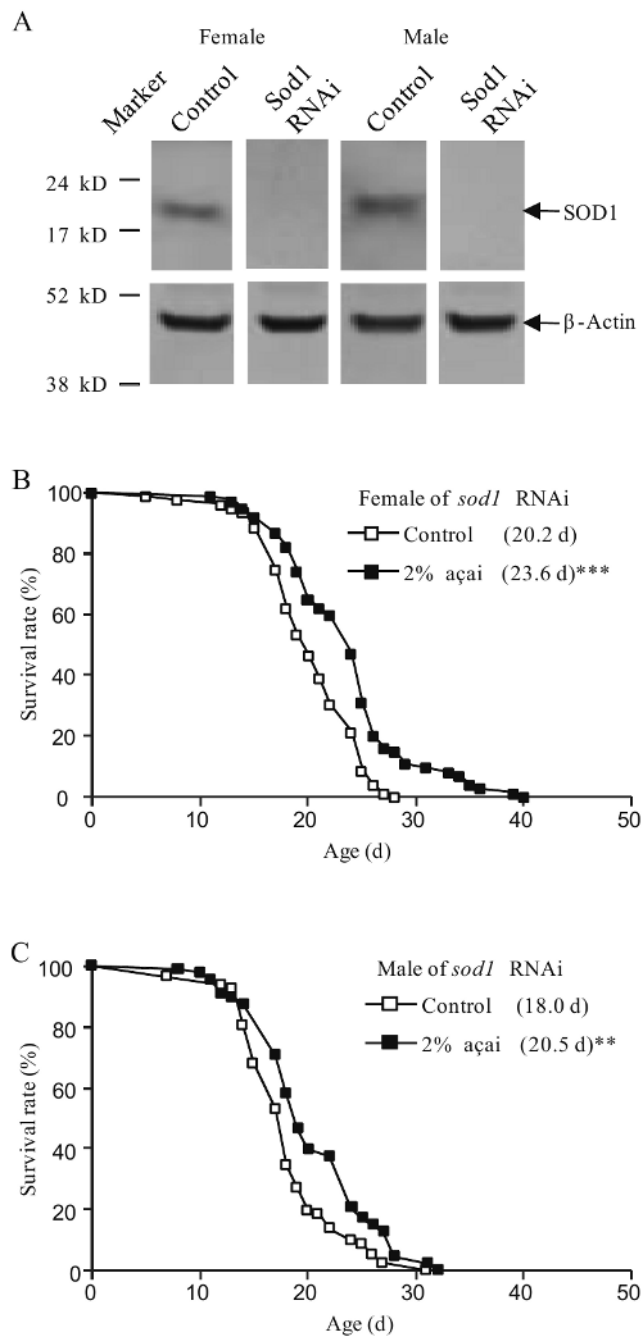 A
Female Male
Marker
Control
Sod1
RNAi
Control
Sod1
RNAi
24 kD
17 kD
SOD1
52 kD
38 kD
β-Actin
B
Survival rate (%)
100
80
60
40
20
0
Female of sod1 RNAi
Control (20.2 d)
2% açai (23.6 d)***
0 10 20 30 40 50
Age (d)
C
Survival rate (%)
100
80
60
40
20
0
Male of sod1 RNAi
Control (18.0 d)
2% açai (20.5 d)**
0 10 20 30 40 50
Age (d)